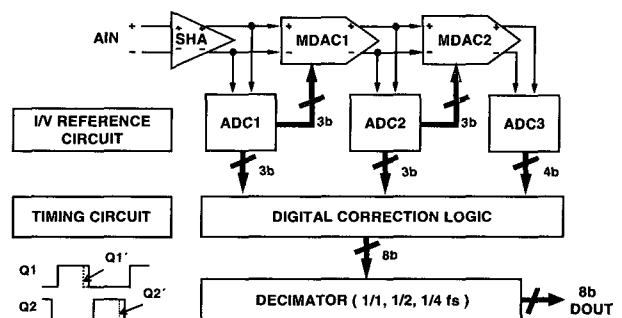 AIN
+
-
+
-
SHA
+
-
+
-
MDAC1
+
-
+
-
MDAC2
+
-
I/V REFERENCE
CIRCUIT
ADC1
3b
ADC2
3b
ADC3
3b
3b
4b
TIMING CIRCUIT
DIGITAL CORRECTION LOGIC
8b
Q1
Q1´
Q2
Q2´
DECIMATOR ( 1/1, 1/2, 1/4 fs )
8b
DOUT